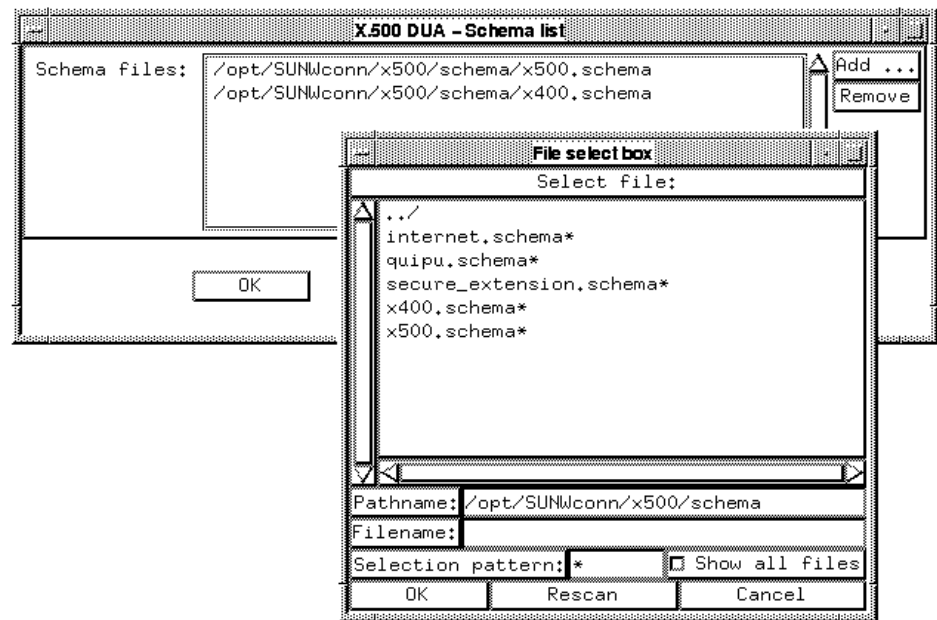 X.500 DUA – Schema list
Schema files:
/opt/SUNWconn/x500/schema/x500.schema
Add ...
/opt/SUNWconn/x500/schema/x400.schema
Remove
OK
File select box
Select file:
../
internet.schema*
quipu.schema*
secure_extension.schema*
x400.schema*
x500.schema*
Pathname: /opt/SUNWconn/x500/schema
Filename:
Selection pattern: * Show all files
OK Rescan Cancel